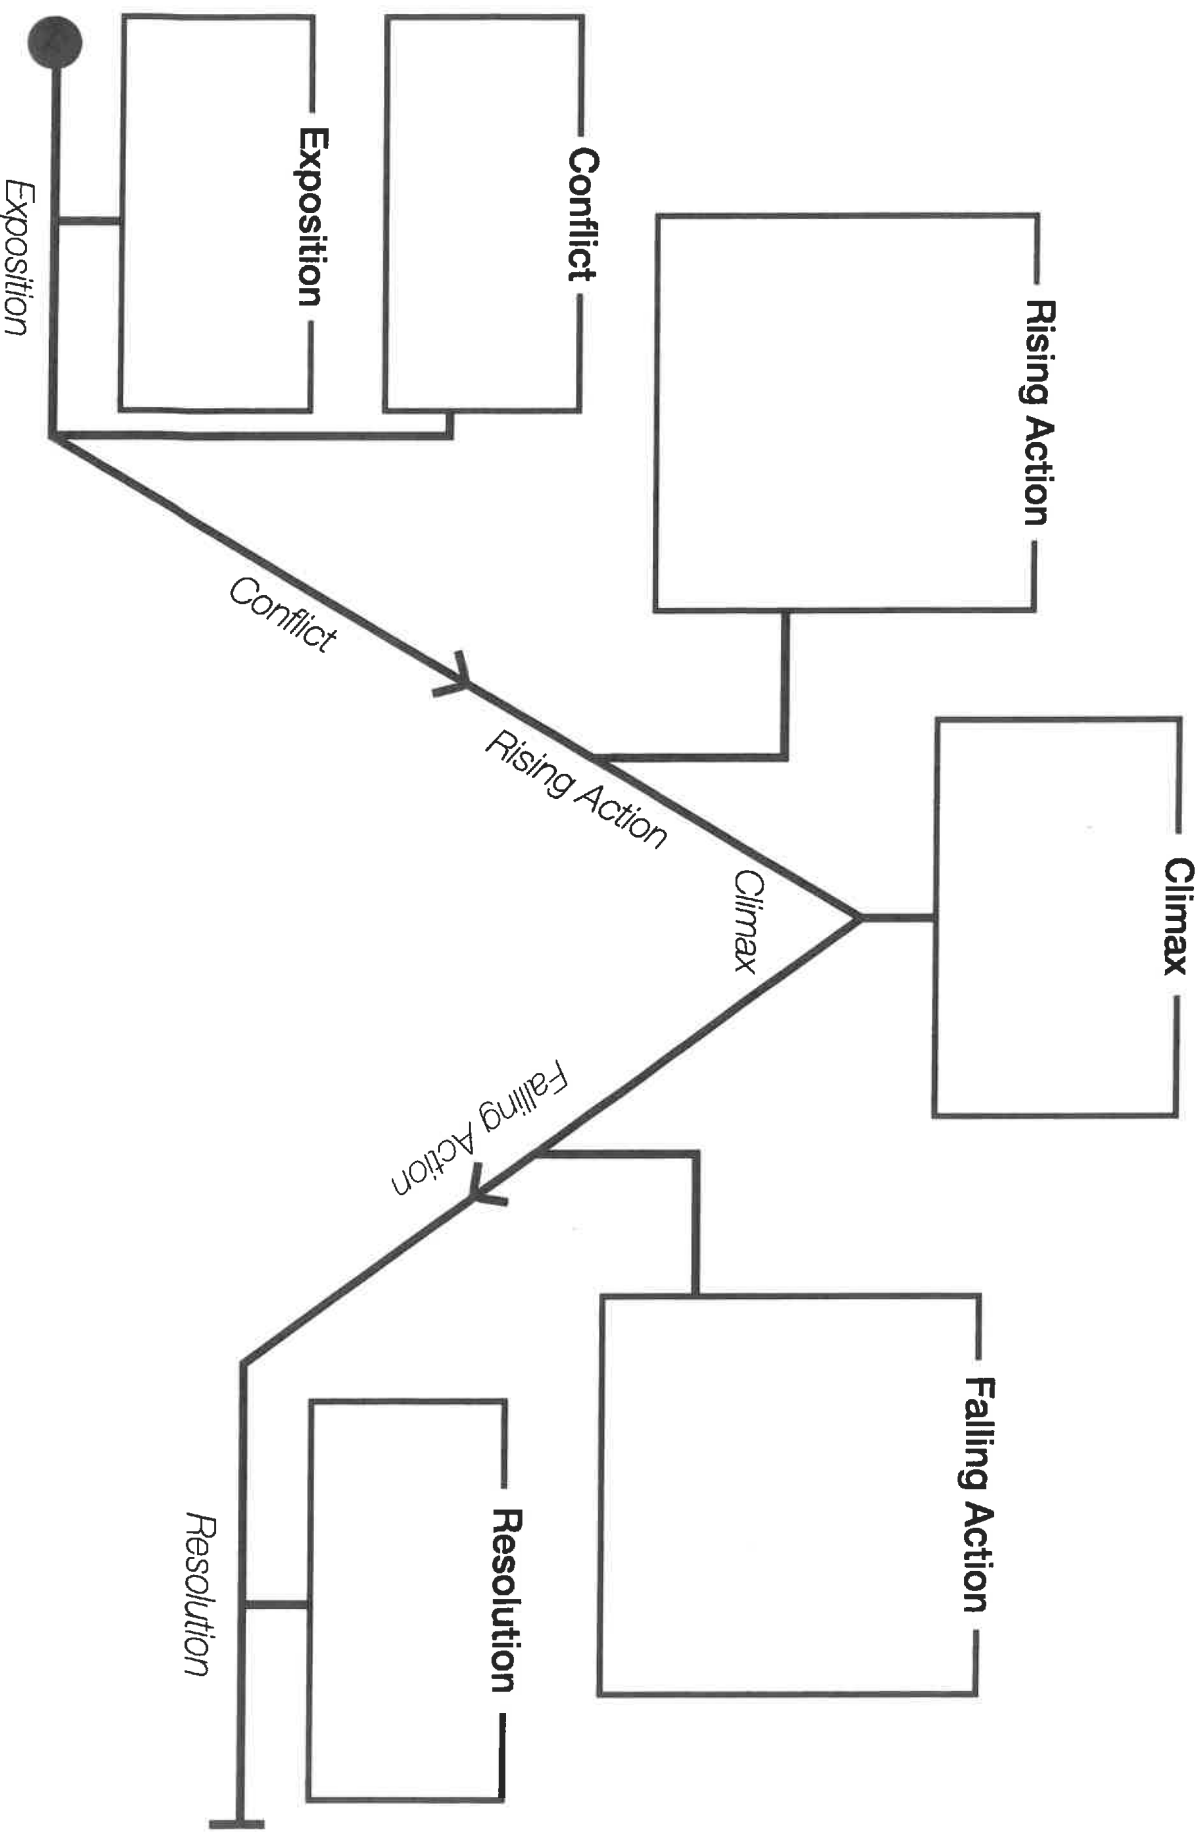 Climax
Rising Action
Falling Action
Conflict
Exposition
Resolution
Climax
Rising Action
Falling Action
Conflict
Resolution
Exposition